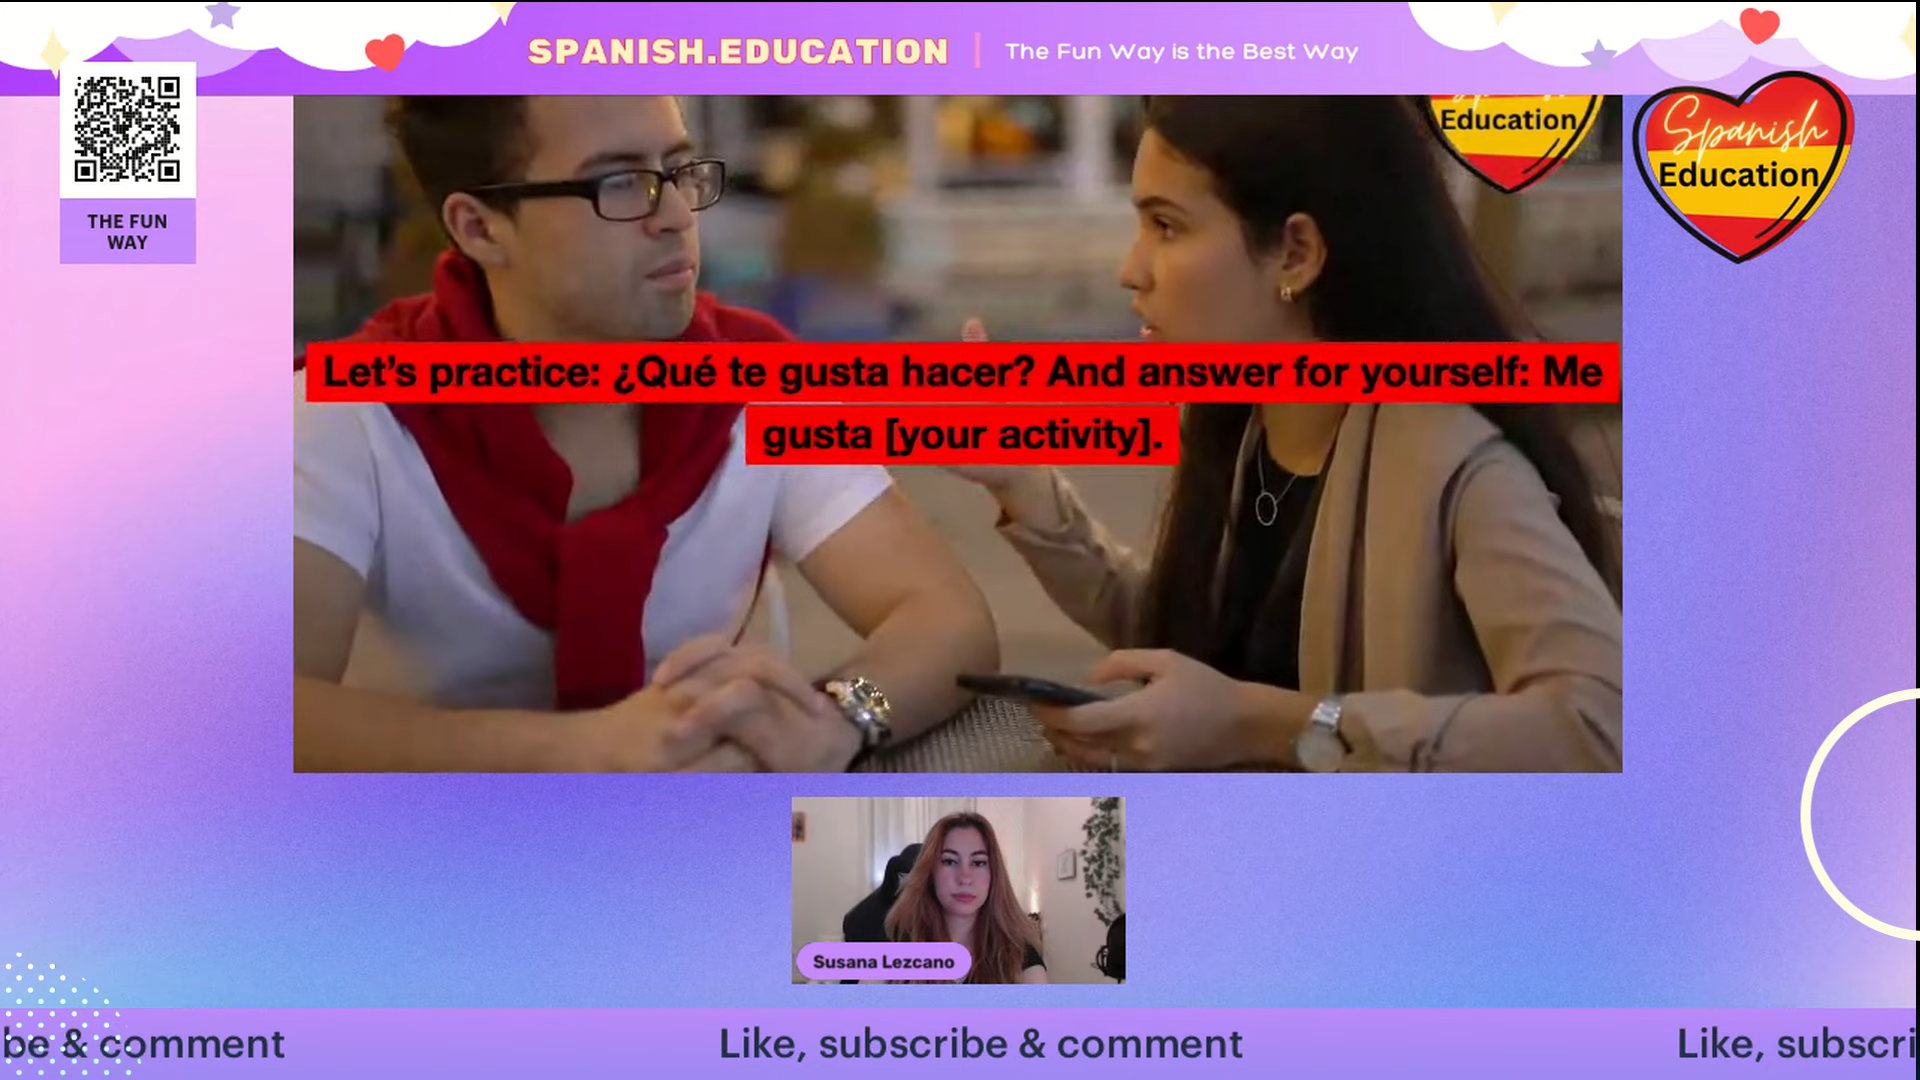 SPANISH.EDUCATION | The Fun Way is the Best Way
THE FUN
WAY
Education
Spanish
Education
Let's practice: ¿Qué te gusta hacer? And answer for yourself: Me
gusta [your activity].
Susana Lezcano
be & comment
Like, subscribe & comment
Like, subscri